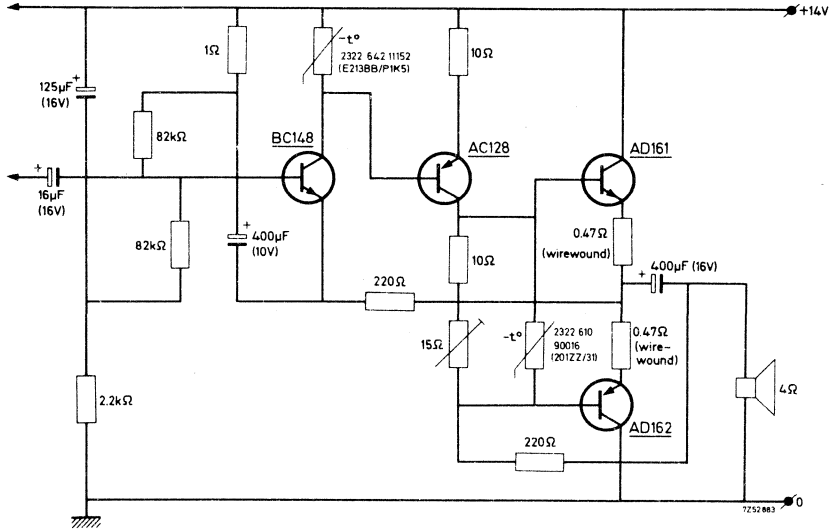 +14V
1Ω
-t°
2322 642 11152
(E213BB/P1K5)
10Ω
125µF +
(16V)
82kΩ
BC148
AC128
AD161
+
16µF
(16V)
82kΩ
+
400µF
(10V)
10Ω
0.47Ω
(wirewound)
220Ω
+ 400µF (16V)
15Ω
-t°
2322 610
90016
(201ZZ/31)
0.47Ω
(wire-
wound)
2.2kΩ
4Ω
AD162
220Ω
7Z52883
0